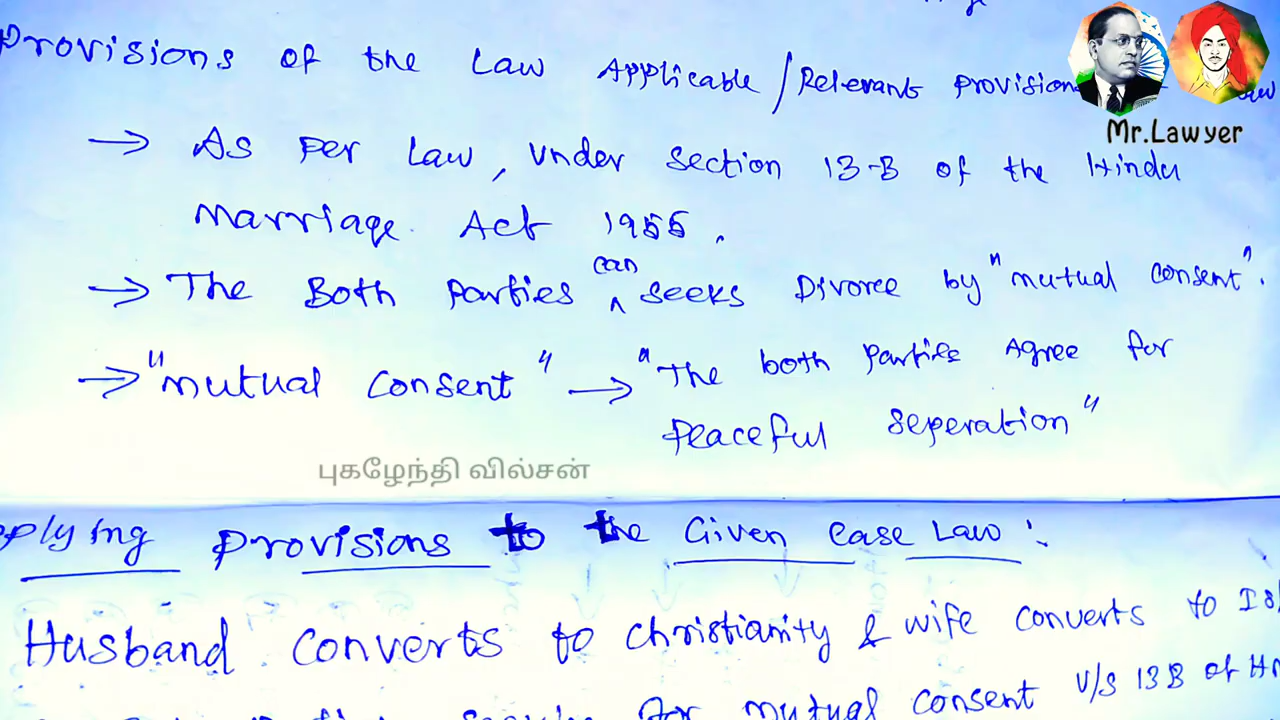 Provisions of the Law Applicable / Relevant Provision
Mr.Lawyer
→ As Per Law, Under Section 13-B of the Hindu
Marriage Act 1955.
can
→ The Both Parties ^ seeks Divorce by "mutual consent".
→ "mutual consent" → "The both parties Agree for
peaceful seperation"
புகழேந்தி வில்சன்
plying Provisions to the Given Case Law :
Husband converts to christianity & wife converts to
for mutual consent U/S 13B of